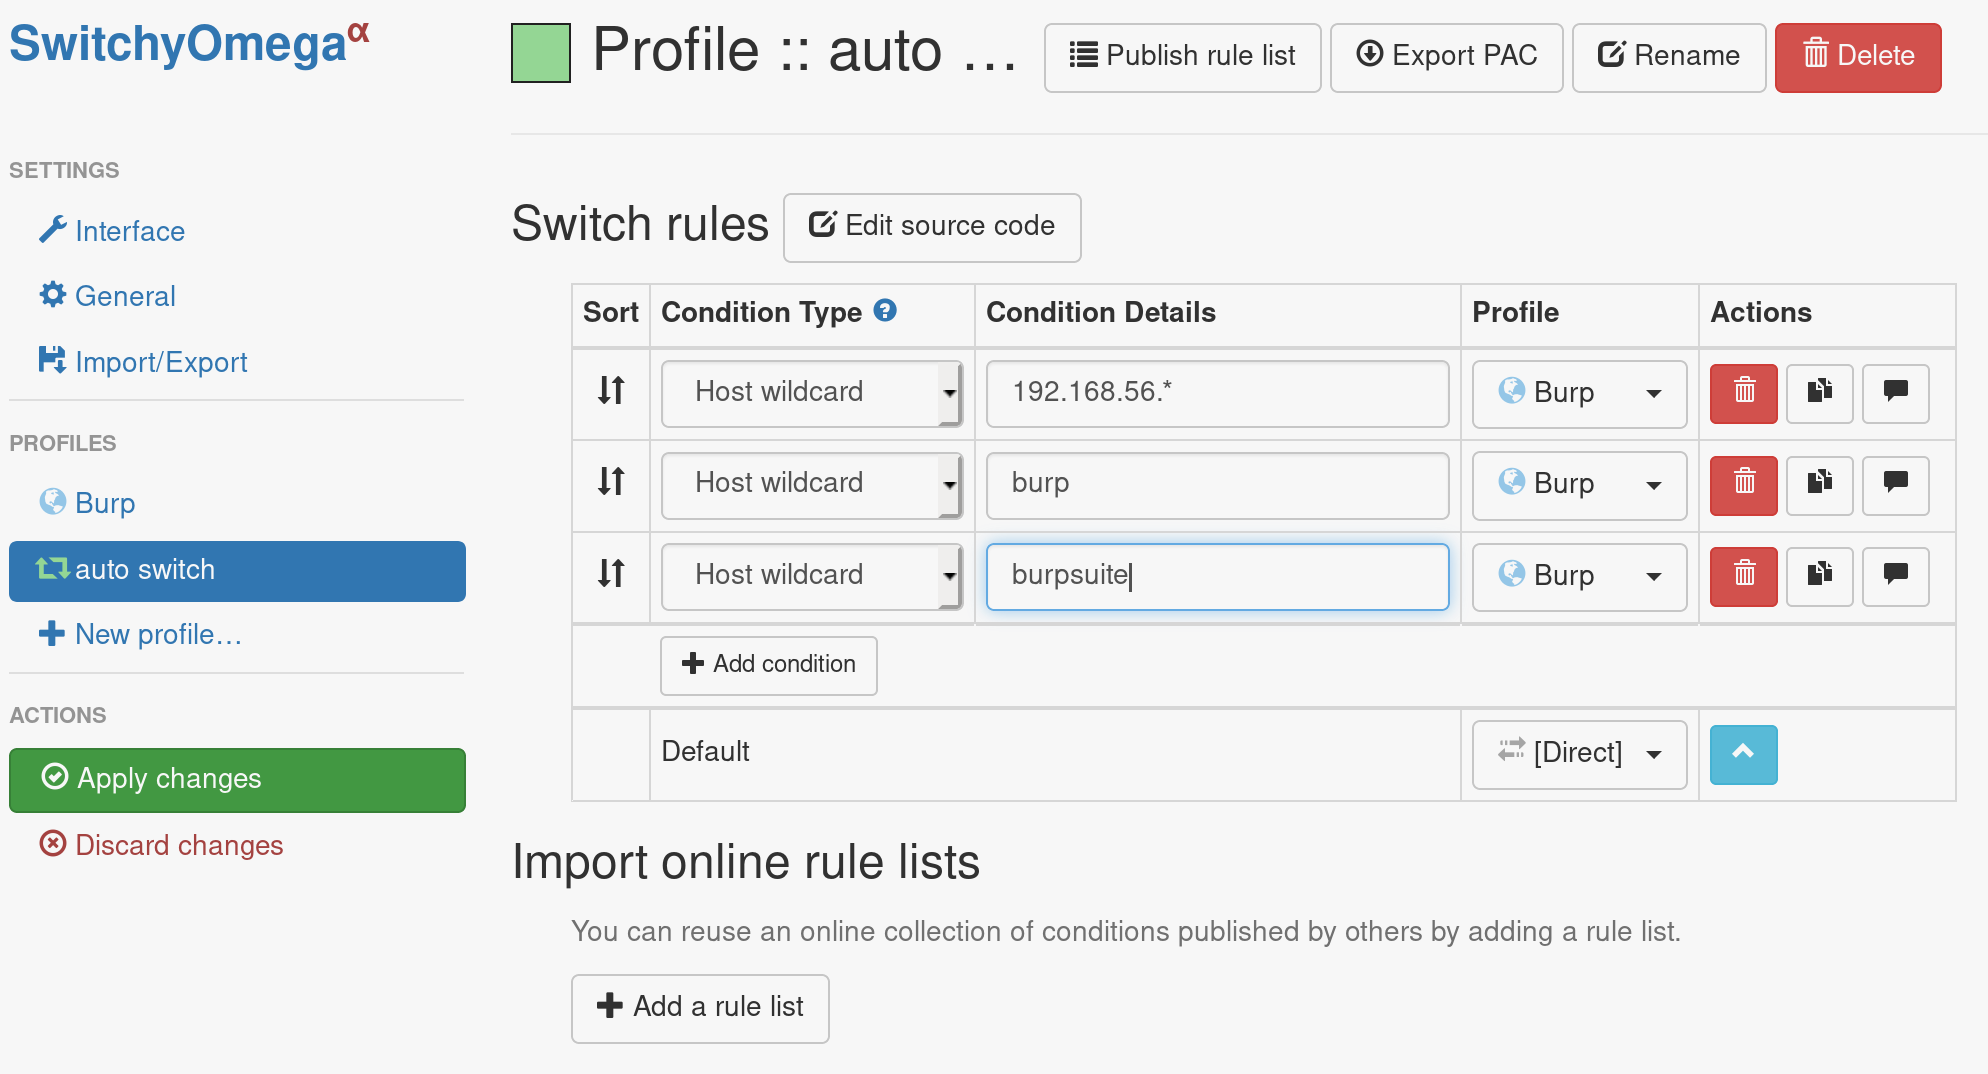 SwitchyOmegaα
Profile :: auto …
Publish rule list
Export PAC
Rename
Delete
SETTINGS
Interface
General
Import/Export
PROFILES
Burp
auto switch
New profile…
ACTIONS
Apply changes
Discard changes
Switch rules
Edit source code
Sort Condition Type ? Condition Details Profile Actions
Host wildcard 192.168.56.* Burp
Host wildcard burp Burp
Host wildcard burpsuite Burp
Add condition
Default [Direct]
Import online rule lists
You can reuse an online collection of conditions published by others by adding a rule list.
Add a rule list